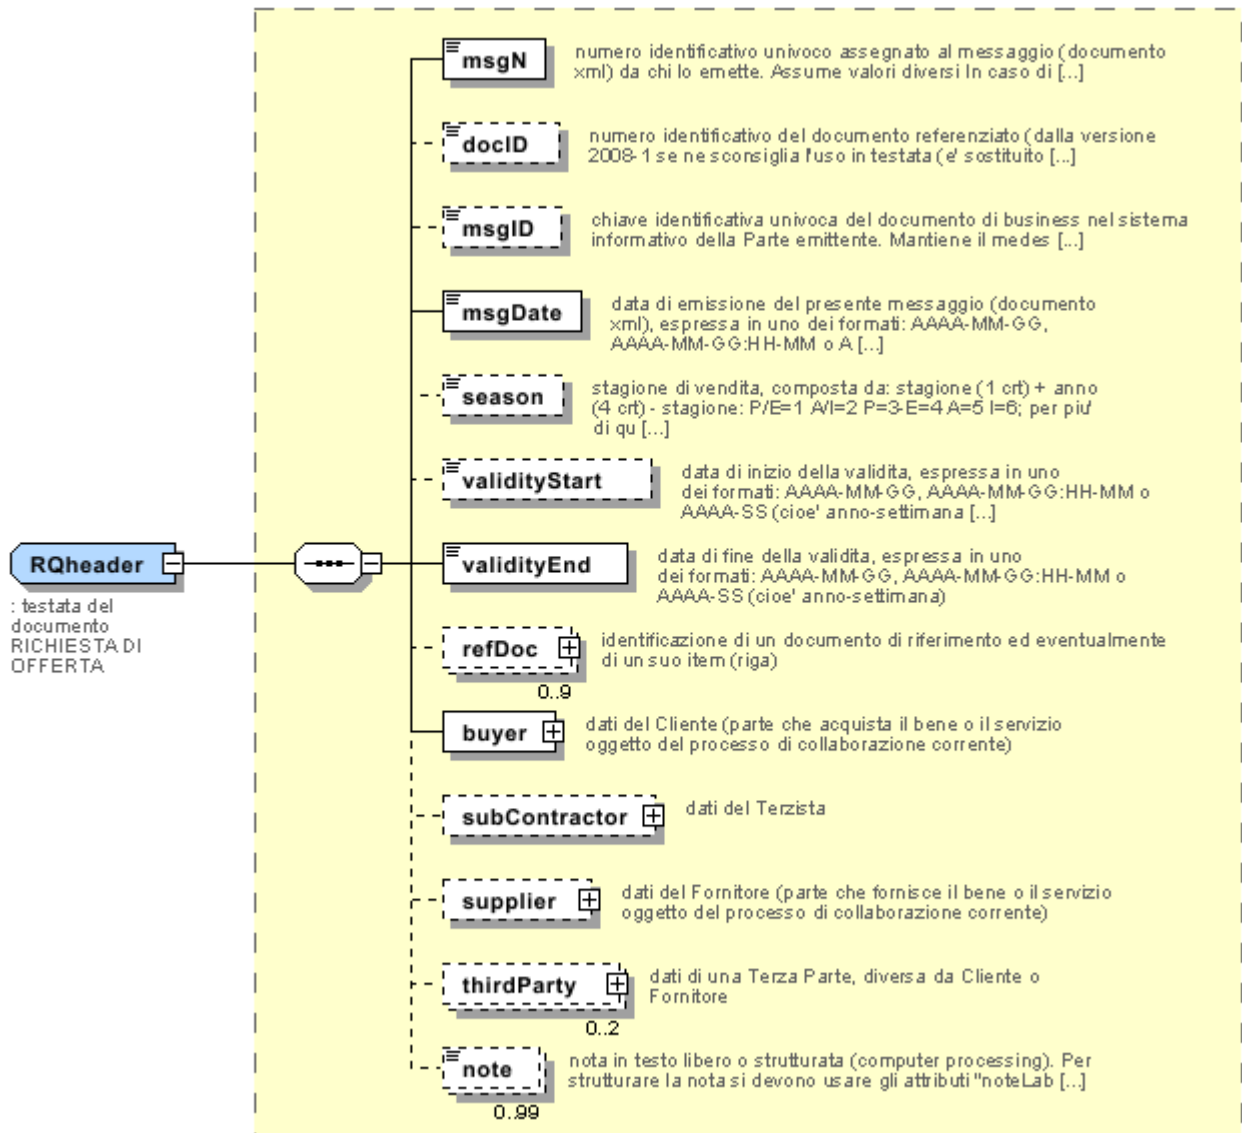 msgN
numero identificativo univoco assegnato al messaggio (documento
xml) da chi lo emette. Assume valori diversi In caso di [...]
docID
numero identificativo del documento referenziato (dalla versione
2008-1 se ne sconsiglia l'uso in testata (e' sostituito [...]
msgID
chiave identificativa univoca del documento di business nel sistema
informativo della Parte emittente. Mantiene il medes [...]
msgDate
data di emissione del presente messaggio (documento
xml), espressa in uno dei formati: AAAA-MM-GG,
AAAA-MM-GG:HH-MM o A [...]
season
stagione di vendita, composta da: stagione (1 crt) + anno
(4 crt) - stagione: P/E=1 A/I=2 P=3-E=4 A=5 I=6; per piu'
di qu [...]
validityStart
data di inizio della validita, espressa in uno
dei formati: AAAA-MM-GG, AAAA-MM-GG:HH-MM o
AAAA-SS (cioe' anno-settimana [...]
RQheader
: testata del
documento
RICHIESTA DI
OFFERTA
validityEnd
data di fine della validita, espressa in uno
dei formati: AAAA-MM-GG, AAAA-MM-GG:HH-MM o
AAAA-SS (cioe' anno-settimana)
refDoc
0..9
identificazione di un documento di riferimento ed eventualmente
di un suo item (riga)
buyer
dati del Cliente (parte che acquista il bene o il servizio
oggetto del processo di collaborazione corrente)
subContractor
dati del Terzista
supplier
dati del Fornitore (parte che fornisce il bene o il servizio
oggetto del processo di collaborazione corrente)
thirdParty
0..2
dati di una Terza Parte, diversa da Cliente o
Fornitore
note
0..99
nota in testo libero o strutturata (computer processing). Per
strutturare la nota si devono usare gli attributi "noteLab [...]